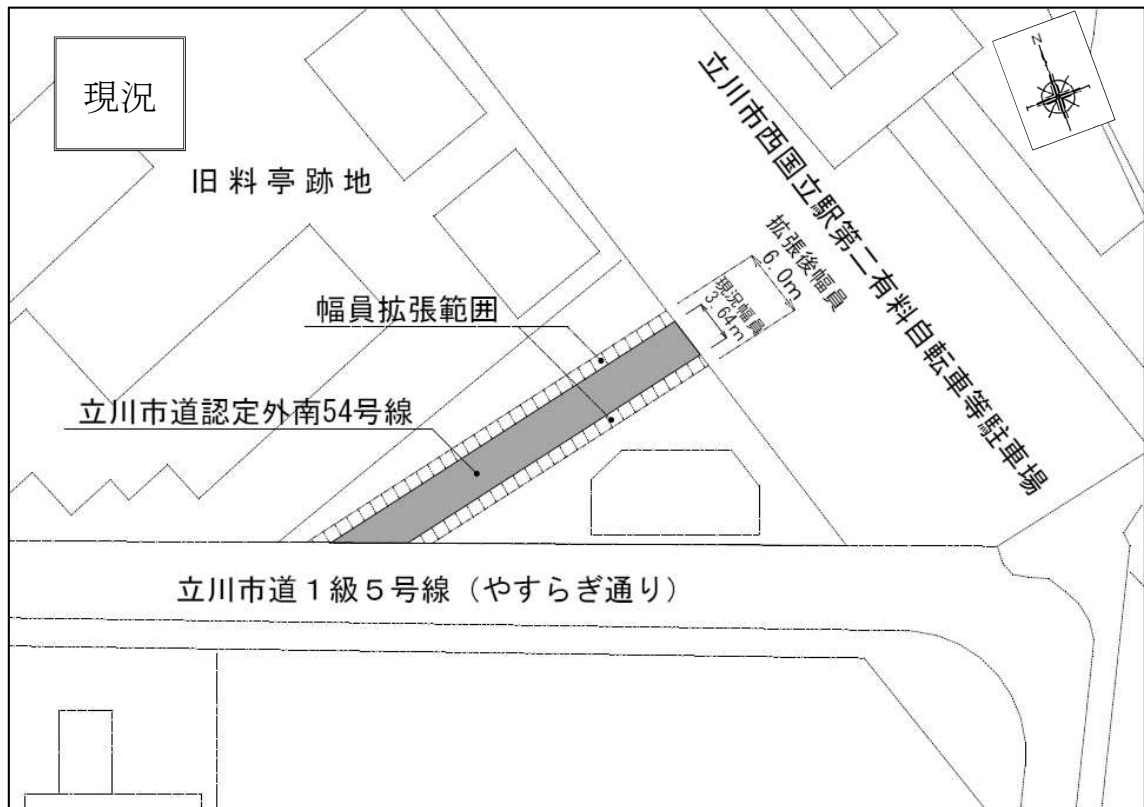 現況
N
旧料亭跡地
立川市西国立駅第二有料自転車等駐車場
拡張後幅員
6.0m
現況幅員
3.64m
幅員拡張範囲
立川市道認定外南54号線
立川市道1級5号線（やすらぎ通り）